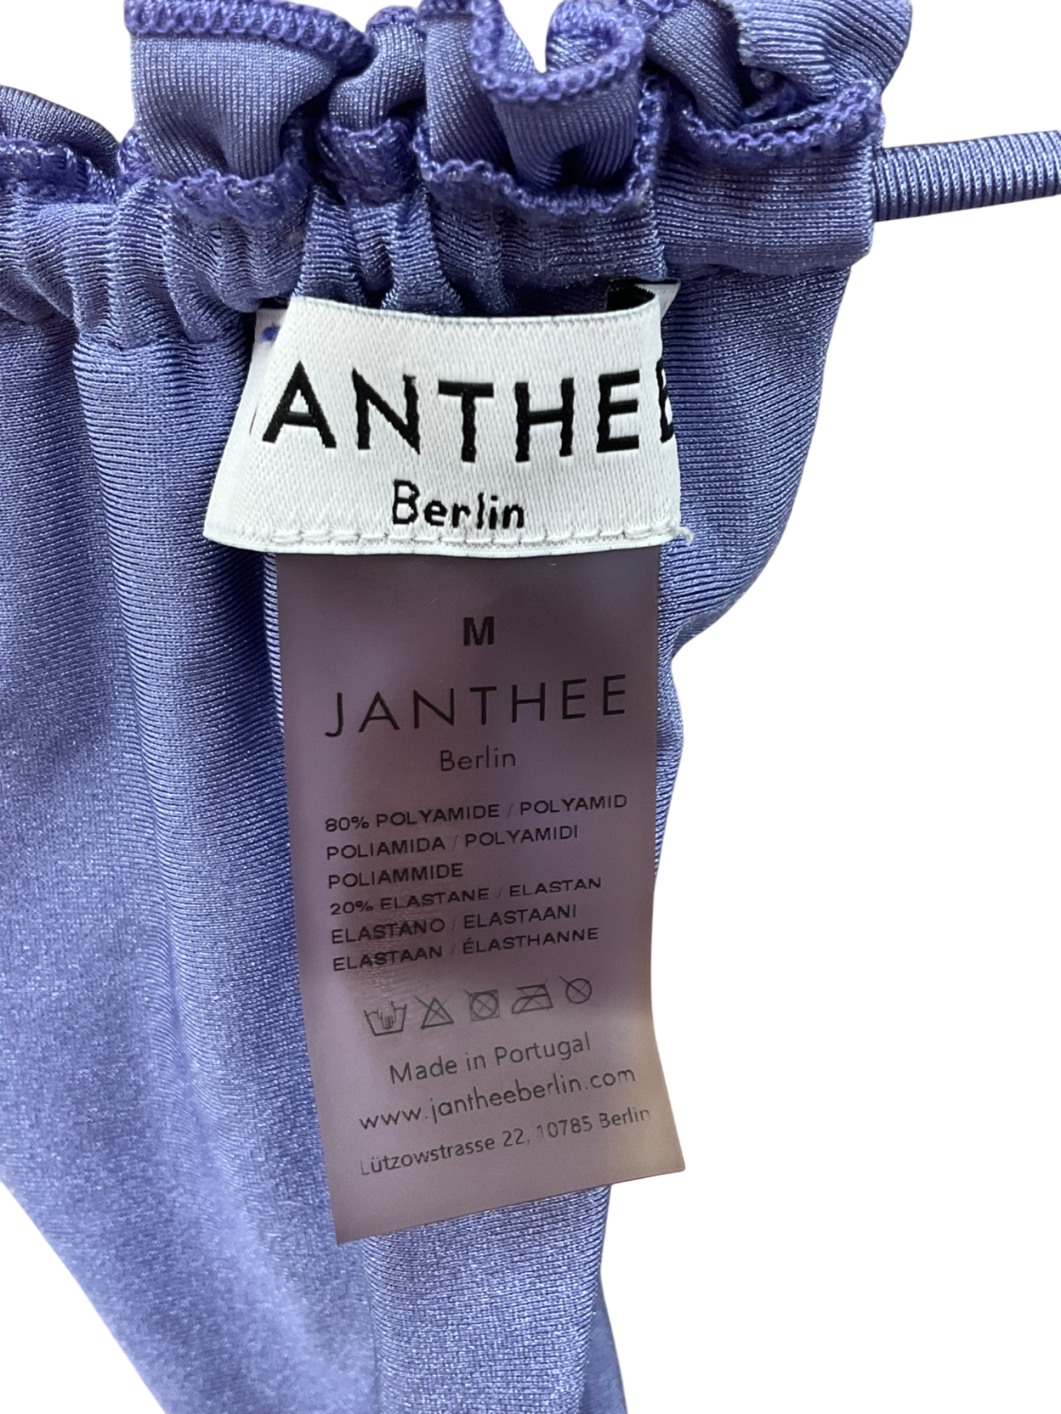 JANTHEE
Berlin
M
JANTHEE
Berlin
80% POLYAMIDE / POLYAMID
POLIAMIDA / POLYAMIDI
POLIAMMIDE
20% ELASTANE / ELASTAN
ELASTANO / ELASTAANI
ELASTAAN / ÉLASTHANNE
Made in Portugal
www.jantheeberlin.com
Lützowstrasse 22, 10785 Berlin